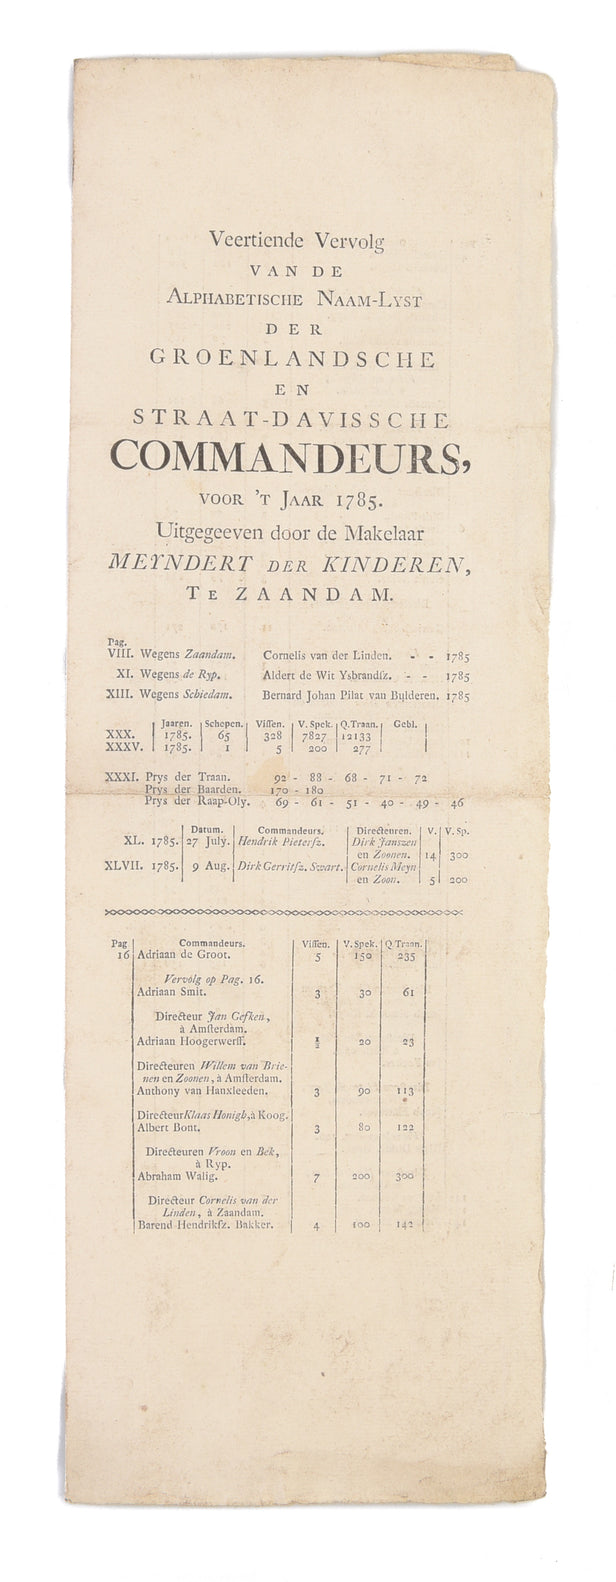 Veertiende Vervolg
VAN DE
ALPHABETISCHE NAAM-LYST
DER
GROENLANDSCHE
EN
STRAAT-DAVISSCHE
COMMANDEURS,
VOOR 'T JAAR 1785.
Uitgegeeven door de Makelaar
MEYNDERT DER KINDEREN,
TE ZAANDAM.
Pag.
VIII. Wegens Zaandam. Cornelis van der Linden. - - 1785
XI. Wegens de Ryp. Aldert de Wit Ysbrandsz. - - 1785
XIII. Wegens Schiedam. Bernard Johan Pilat van Bulderen. 1785
Jaaren. Schepen. Vissen. V. Spek. Q. Traan. Gebl.
XXX. 1785. 65 328 7827 12133
XXXV. 1785. 1 5 200 277
XXXI. Prys der Traan. 92 - 88 - 68 - 71 - 72
Prys der Baarden. 170 - 180
Prys der Raap-Oly. 69 - 61 - 51 - 40 - 49 - 46
Datum. Commandeurs. Directeuren. V. V. Sp.
XL. 1785. 27 July. Hendrik Pietersz. Dirk Janszen
en Zoonen. 14 300
XLVII. 1785. 9 Aug. Dirk Gerritsz. Swart. Cornelis Meyn
en Zoon. 5 200
Pag Commandeurs. Vissen. V. Spek. Q. Traan.
16 Adriaan de Groot. 5 150 235
Vervolg op Pag. 16.
Adriaan Smit. 3 30 61
Directeur Jan Gefken,
à Amsterdam.
Adriaan Hoogerwerff. ½ 20 23
Directeuren Willem van Brie-
nen en Zoonen, à Amsterdam.
Anthony van Hanxleeden. 3 90 113
Directeur Klaas Honigh, à Koog.
Albert Bont. 3 80 122
Directeuren Vroon en Bek,
à Ryp.
Abraham Walig. 7 200 300
Directeur Cornelis van der
Linden, à Zaandam.
Barend Hendriksz. Bakker. 4 100 142